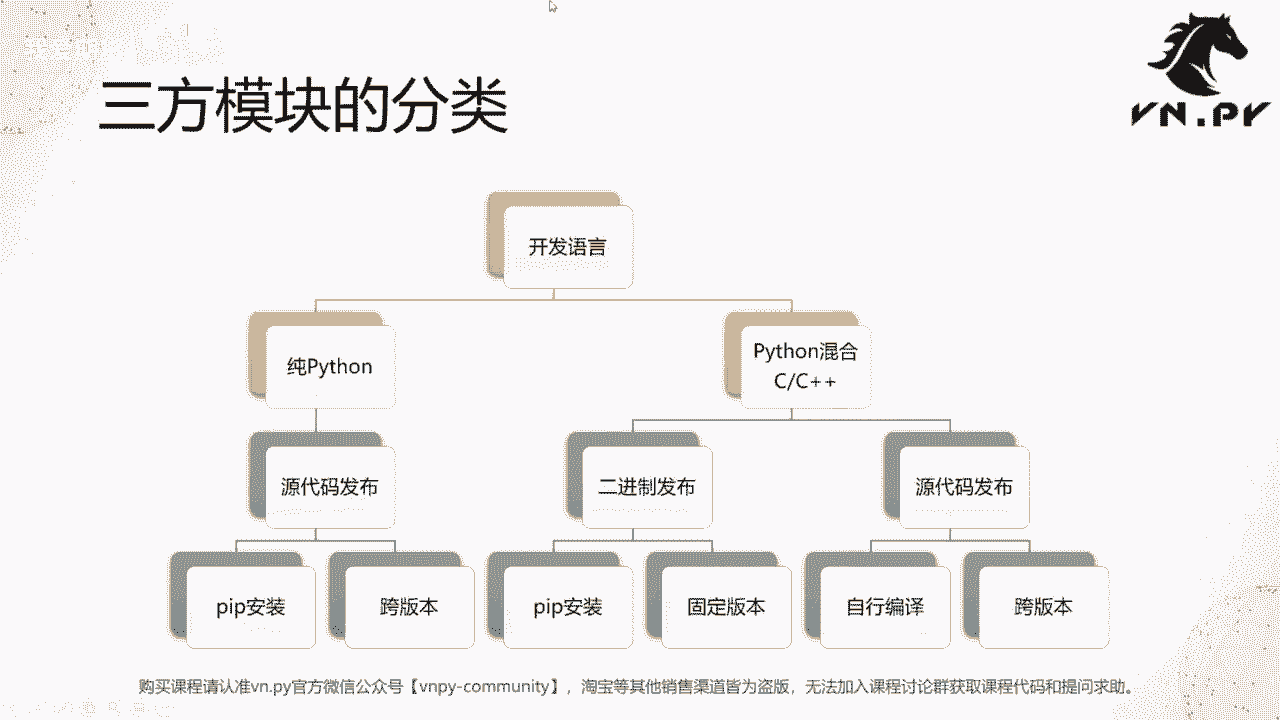 三方模块的分类
VN.PY
开发语言
纯Python
Python混合
C/C++
源代码发布
二进制发布
源代码发布
pip安装
跨版本
pip安装
固定版本
自行编译
跨版本
购买课程请认准vn.py官方微信公众号【vnpy-community】，淘宝等其他销售渠道皆为盗版，无法加入课程讨论群获取课程代码和提问求助。